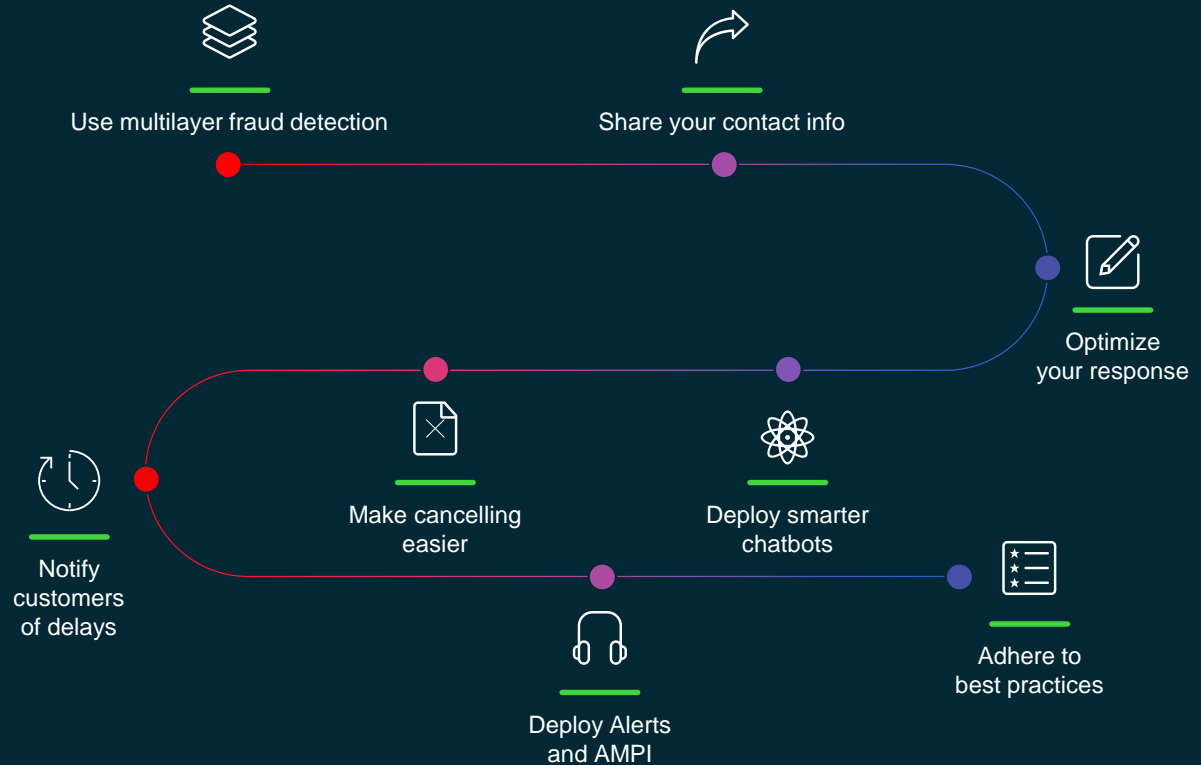 Use multilayer fraud detection
Share your contact info
Optimize
your response
Deploy smarter
chatbots
Make cancelling
easier
Notify
customers
of delays
Deploy Alerts
and AMPI
Adhere to
best practices